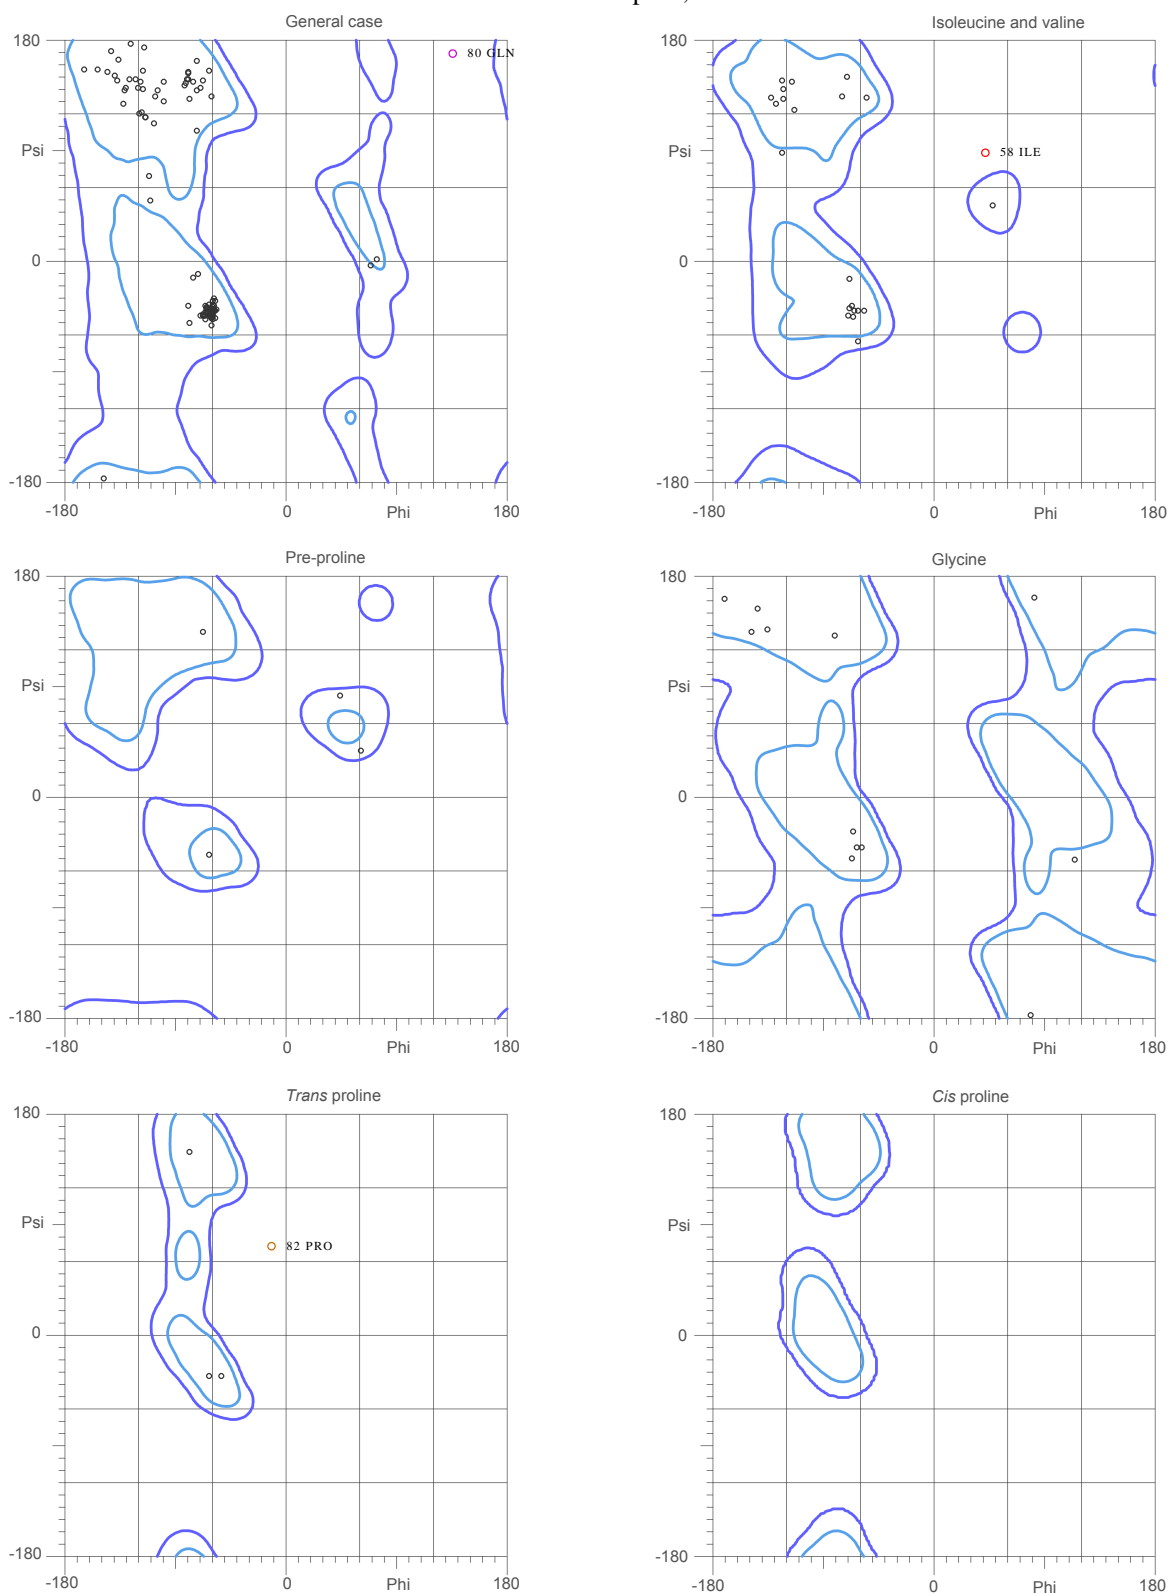 General case
180
Psi
0
-180
-180
0
Phi
180
80 GLN
Isoleucine and valine
180
Psi
0
-180
-180
0
Phi
180
58 ILE
Pre-proline
180
Psi
0
-180
-180
0
Phi
180
Glycine
180
Psi
0
-180
-180
0
Phi
180
Trans proline
180
Psi
0
-180
-180
0
Phi
180
82 PRO
Cis proline
180
Psi
0
-180
-180
0
Phi
180